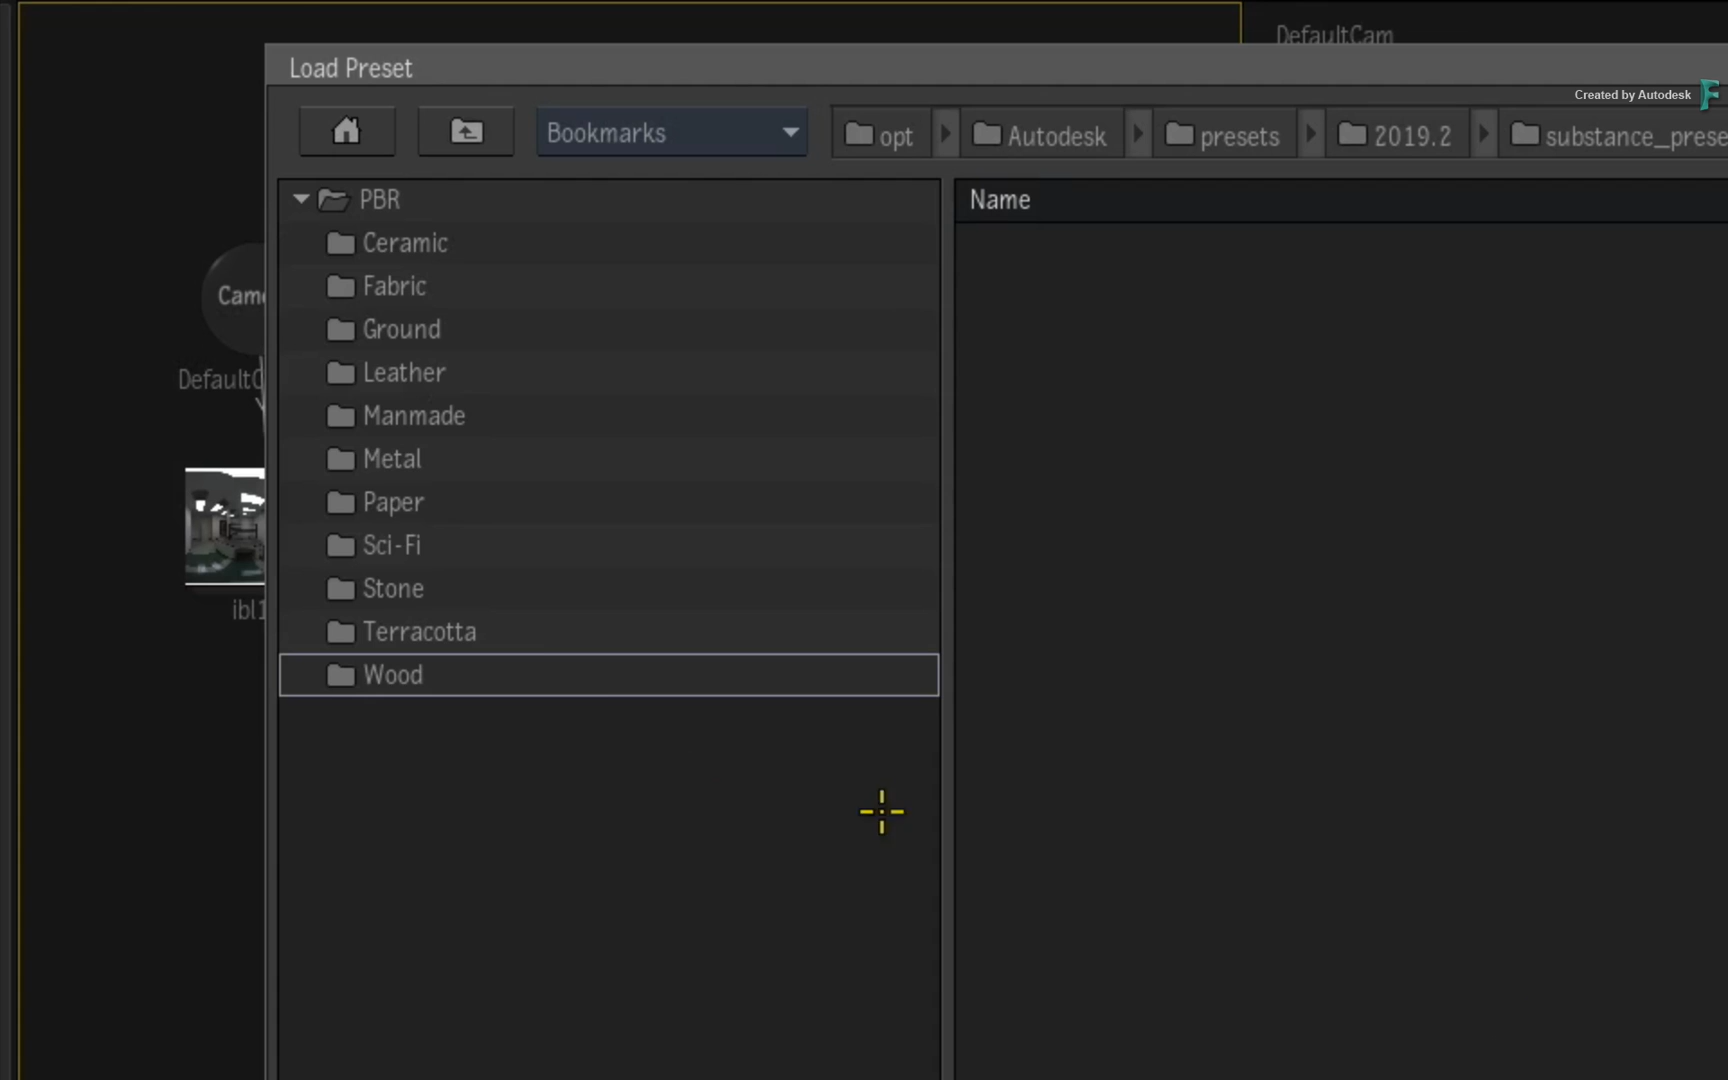 DefaultCam
Load Preset
Created by Autodesk
Bookmarks
opt
Autodesk
presets
2019.2
substance_prese
PBR
Name
Ceramic
Fabric
Ground
Leather
Manmade
Metal
Paper
Sci-Fi
Stone
Terracotta
Wood
Came
DefaultC
ibl1